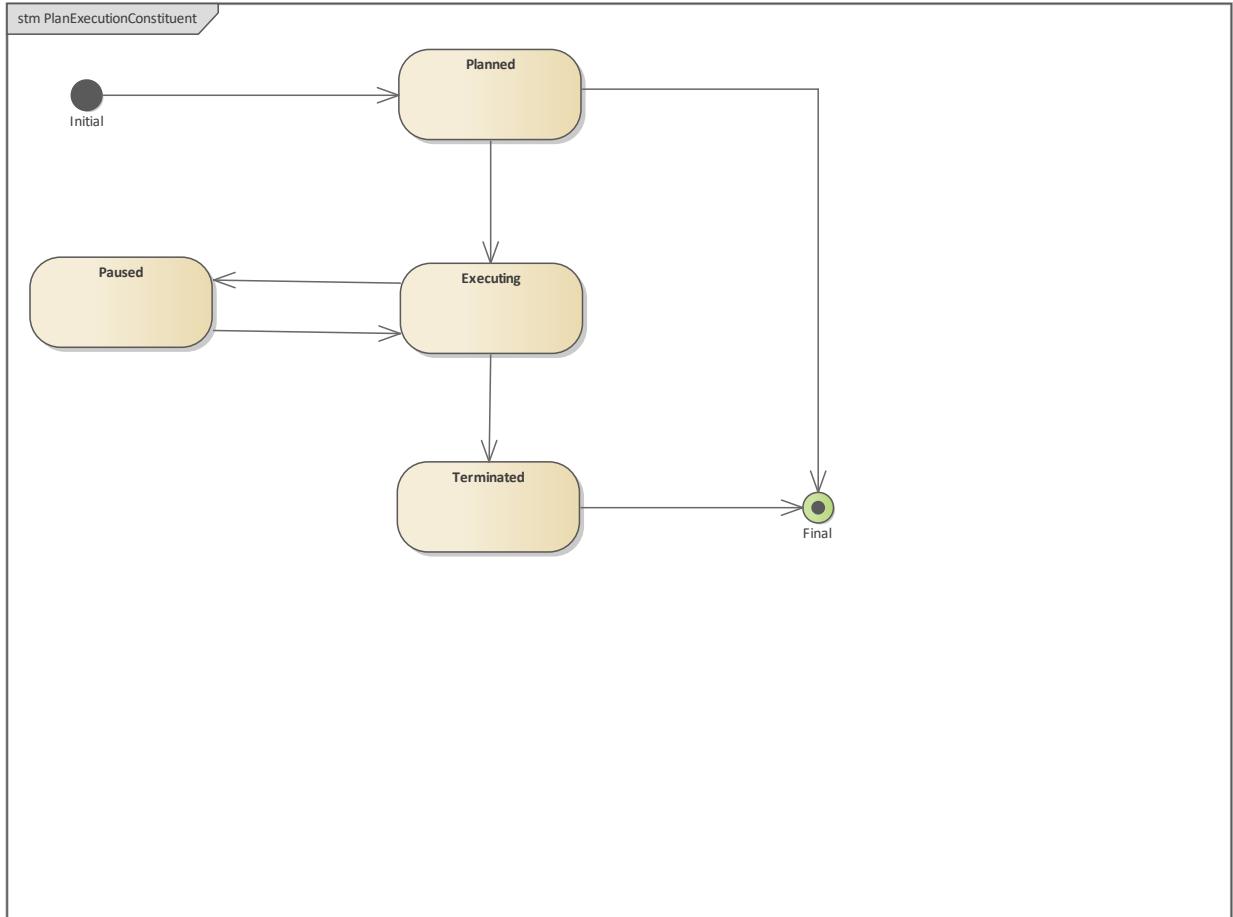 stm PlanExecutionConstituent
Planned
Initial
Paused
Executing
Terminated
Final